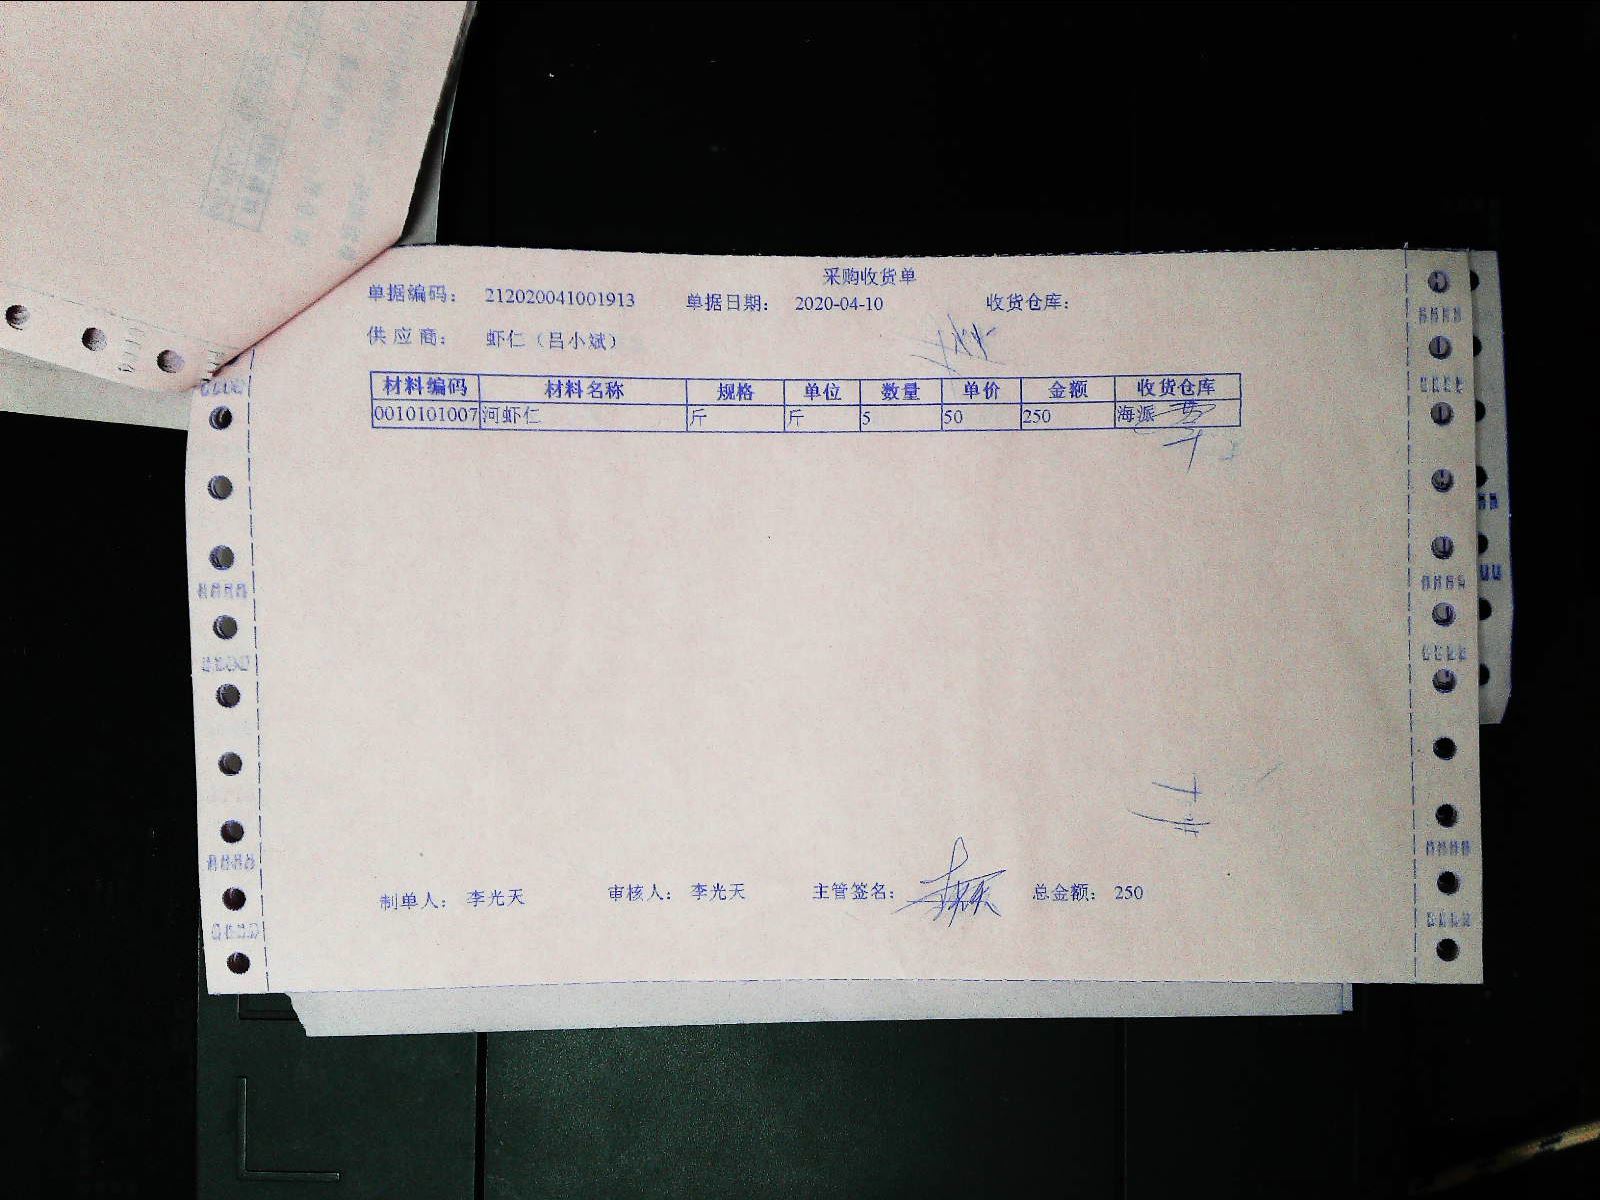 采购收货单
单据编码： 212020041001913 单据日期： 2020-04-10 收货仓库：
供 应 商： 虾仁（吕小斌）
材料编码 材料名称 规格 单位 数量 单价 金额 收货仓库
0010101007 河虾仁 斤 斤 5 50 250 海派
制单人： 李光天 审核人： 李光天 主管签名： 总金额： 250